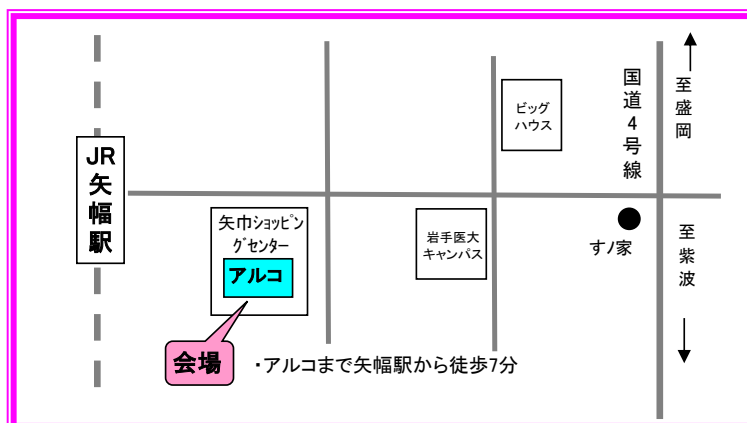 JR矢幅駅
矢巾ショッピン
グセンター
アルコ
会場
・アルコまで矢幅駅から徒歩7分
岩手医大
キャンパス
ビッグ
ハウス
国道4号線
すノ家
至盛岡
至紫波